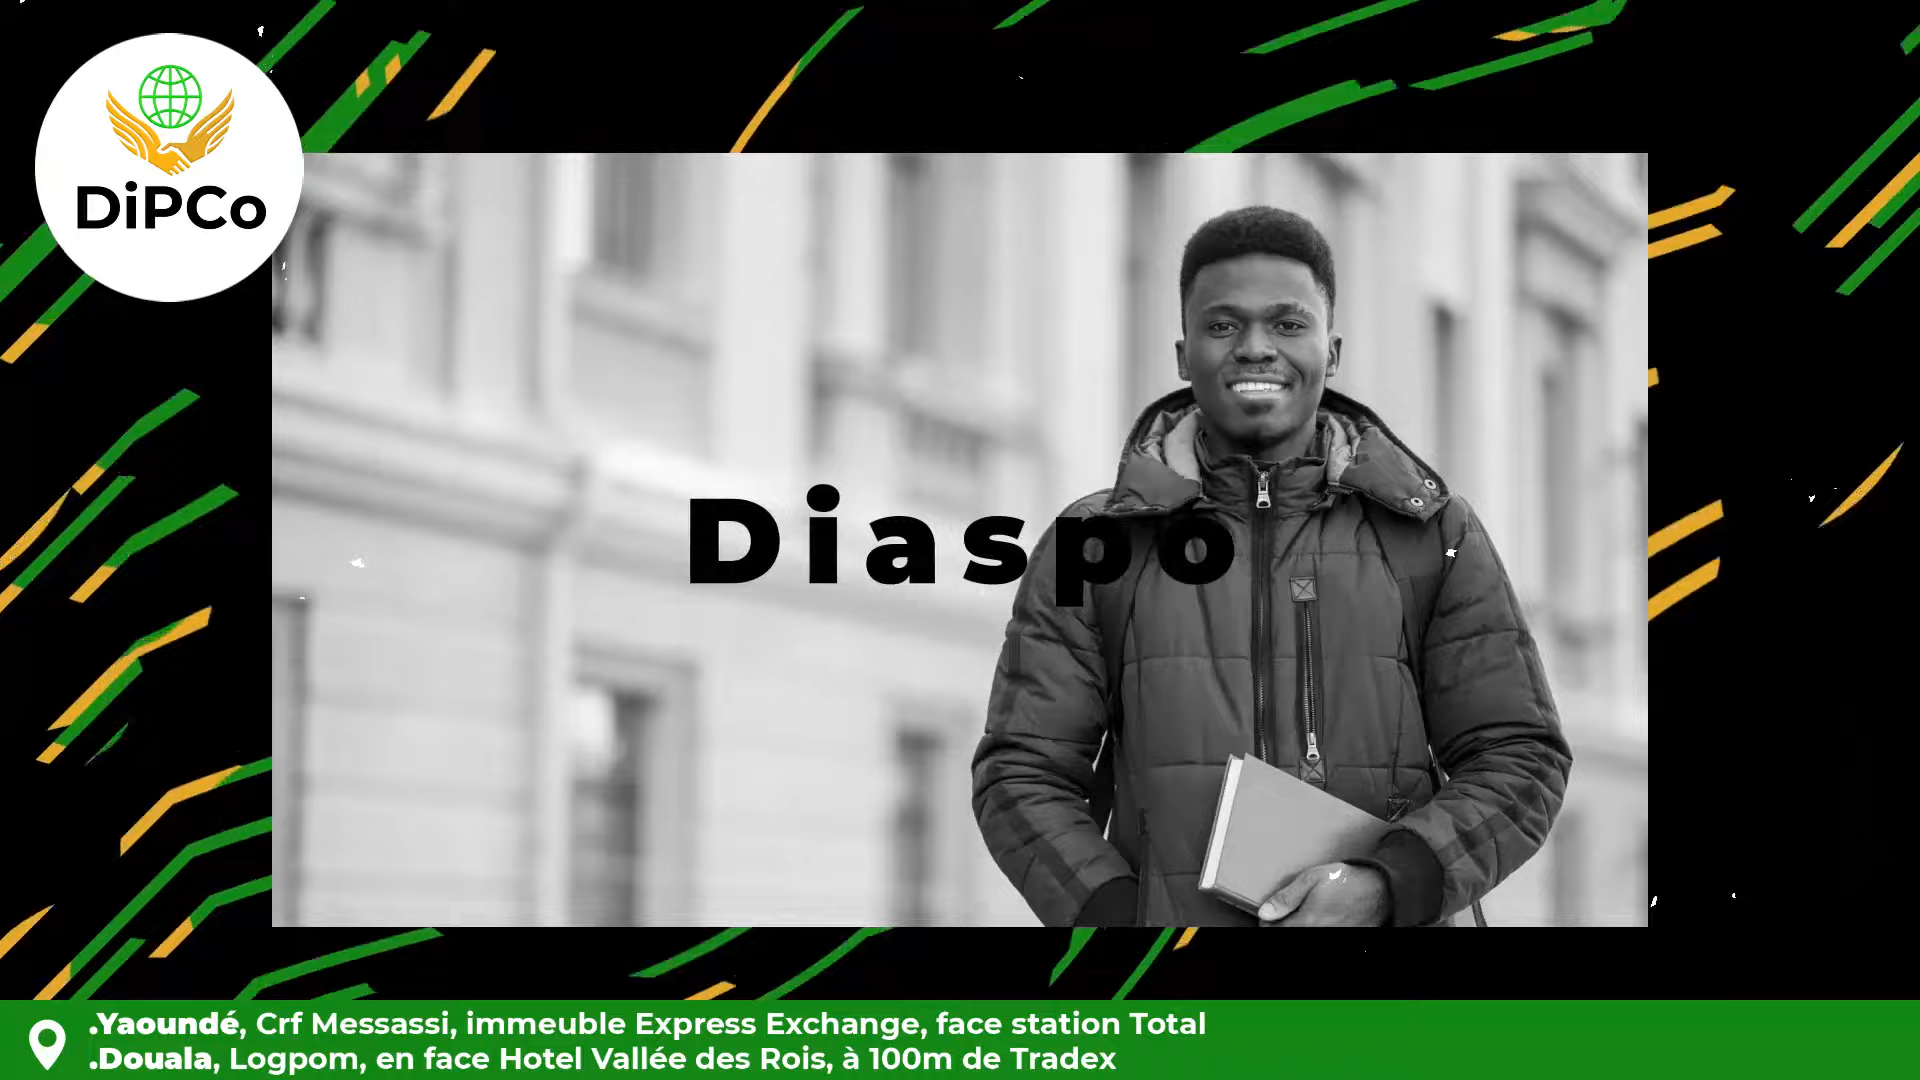 DiPCo
Diaspo
.Yaoundé, Crf Messassi, immeuble Express Exchange, face station Total
.Douala, Logpom, en face Hotel Vallée des Rois, à 100m de Tradex